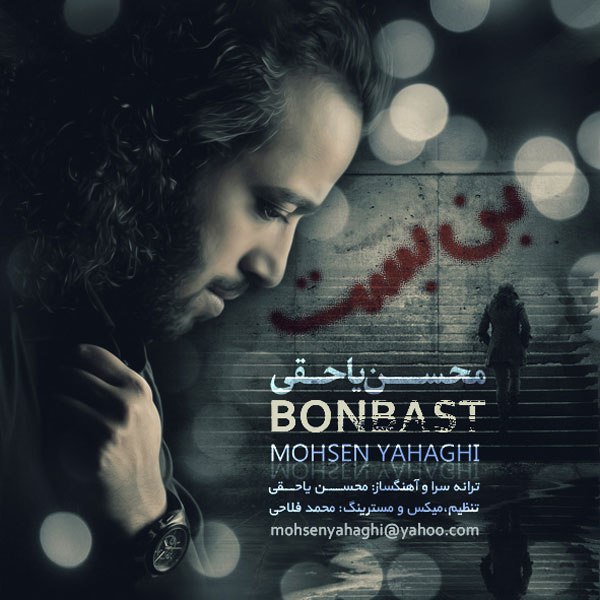 بن بست
محسن یاحقی
BONBAST
MOHSEN YAHAGHI
ترانه سرا و آهنگساز: محسن یاحقی
تنظیم،میکس و مسترینگ: محمد فلاحی
mohsenyahaghi@yahoo.com